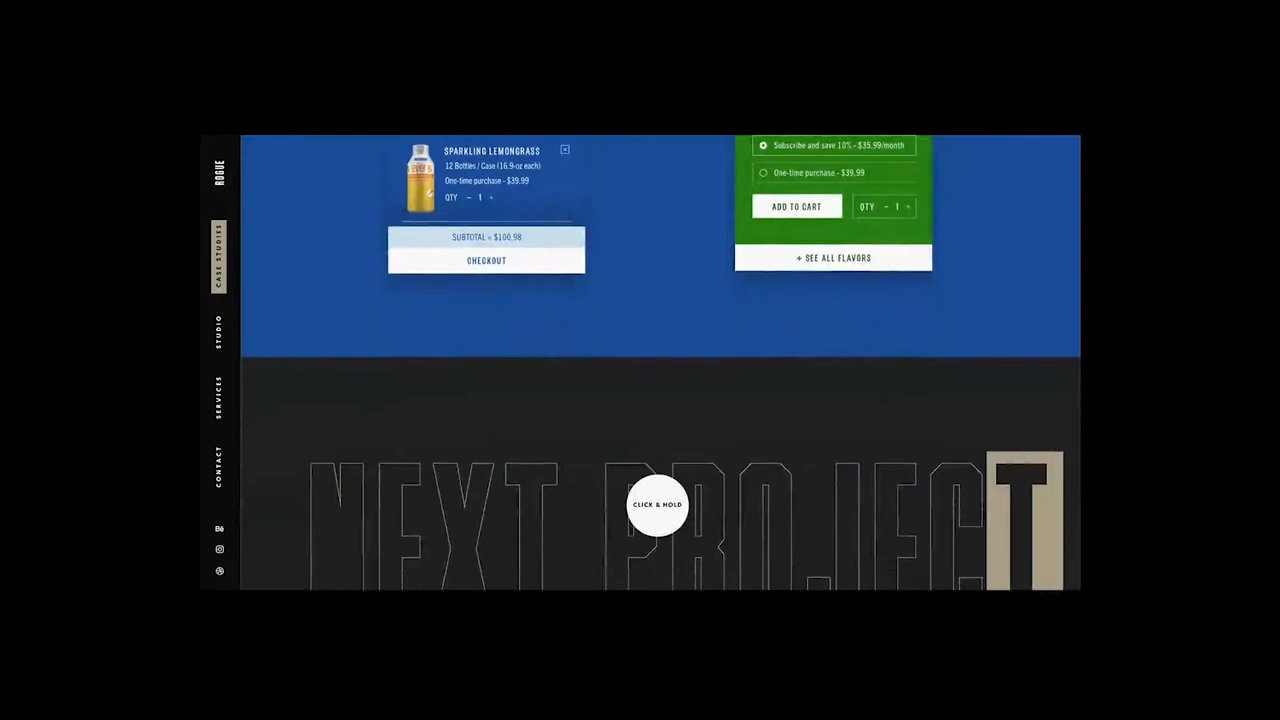 ROGUE
CASE STUDIES
STUDIO
SERVICES
CONTACT
Bē
SPARKLING LEMONGRASS
12 Bottles / Case (16.9-oz each)
One-time purchase - $39.99
QTY - 1 +
SUBTOTAL = $100.98
CHECKOUT
Subscribe and save 10% - $35.99/month
One-time purchase - $39.99
ADD TO CART
QTY - 1 +
+ SEE ALL FLAVORS
NEXT PROJECT
CLICK & HOLD